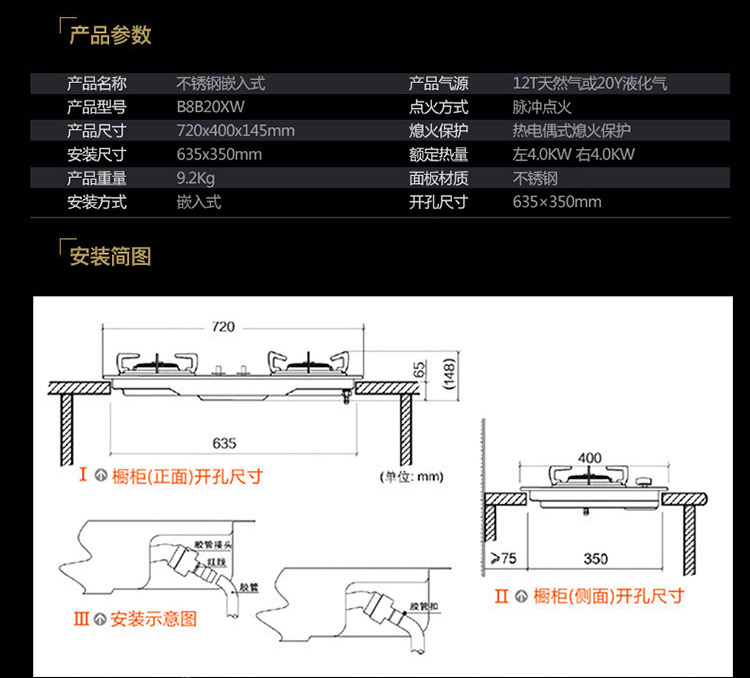 产品参数
产品名称 不锈钢嵌入式 产品气源 12T天然气或20Y液化气
产品型号 B8B20XW 点火方式 脉冲点火
产品尺寸 720x400x145mm 熄火保护 热电偶式熄火保护
安装尺寸 635x350mm 额定热量 左4.0KW 右4.0KW
产品重量 9.2Kg 面板材质 不锈钢
安装方式 嵌入式 开孔尺寸 635×350mm
安装简图
720
65
(148)
635
I 橱柜(正面)开孔尺寸
(单位: mm)
400
≥75
350
II 橱柜(侧面)开孔尺寸
胶管接头
红线
胶管
胶管扣
III 安装示意图